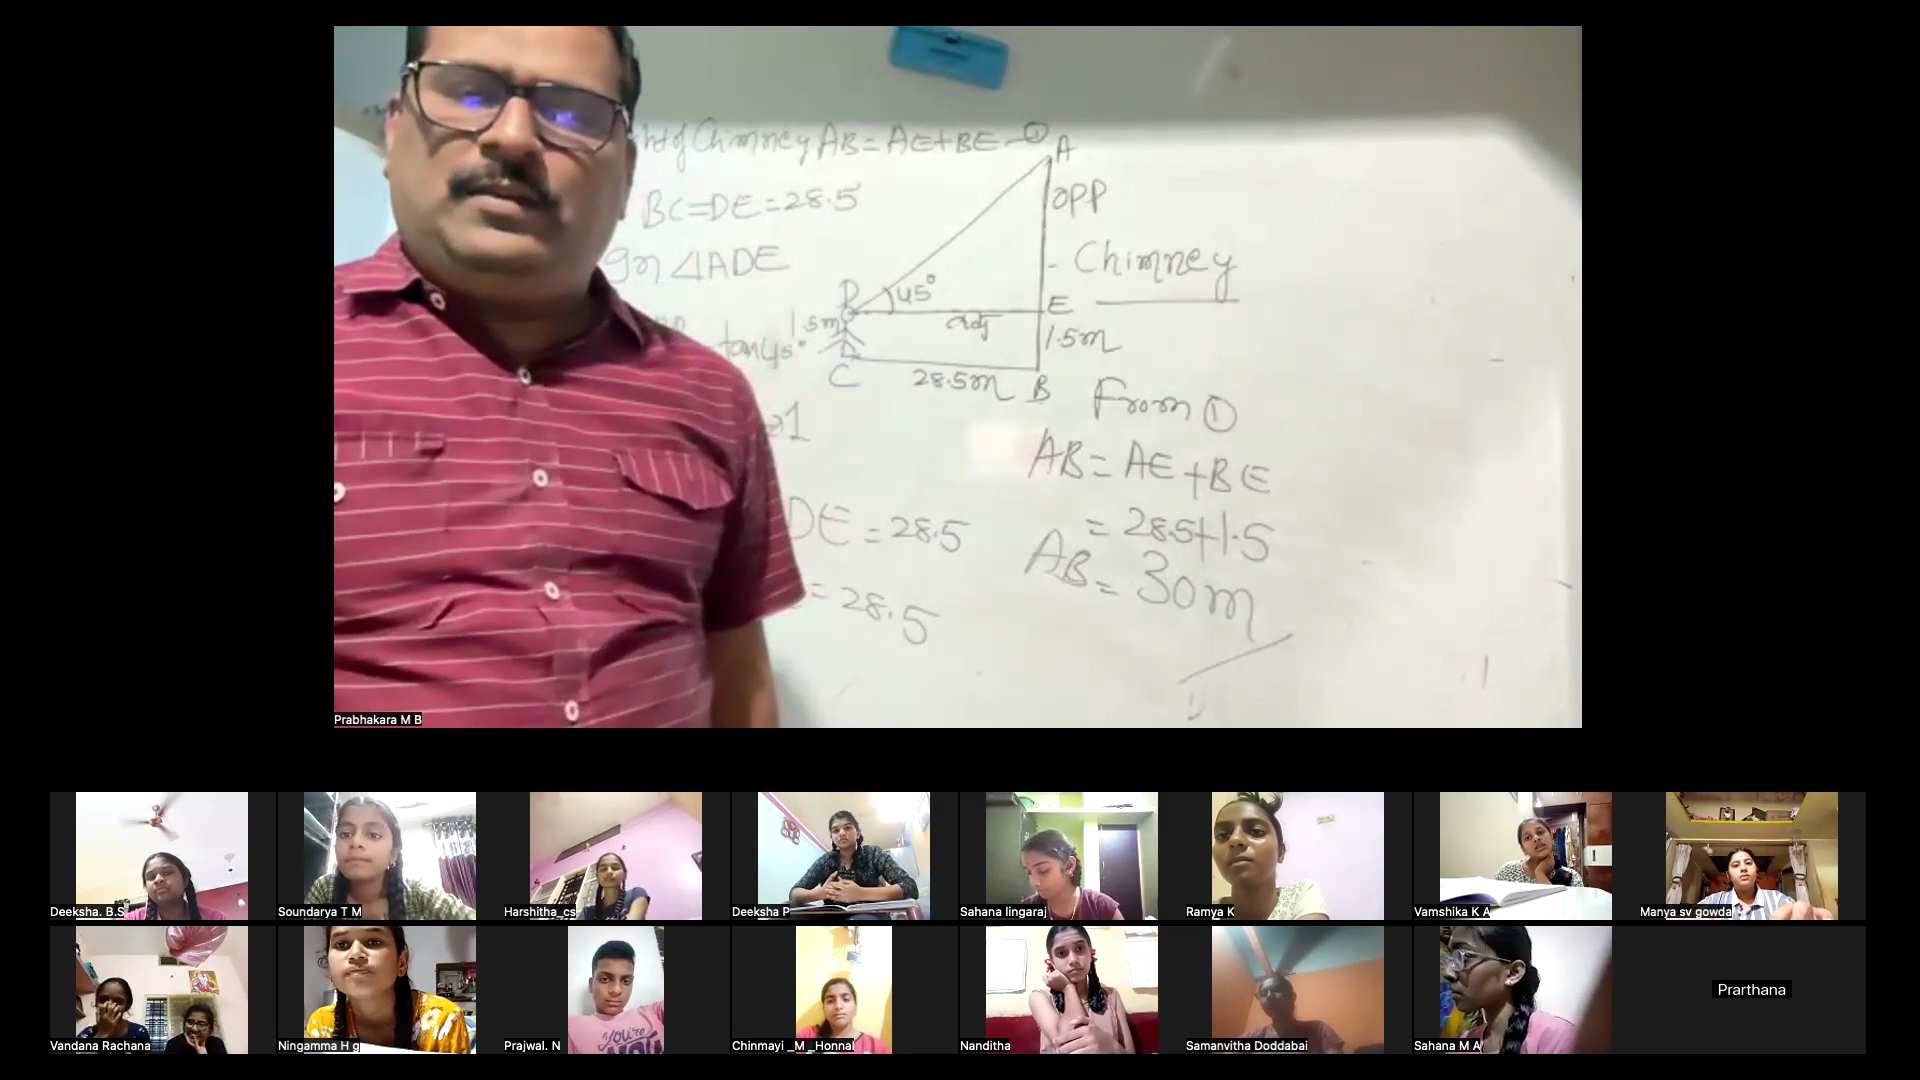 of Chimney AB = AE + BE - ①
BC = DE = 28.5
In ⊿ADE
tan45°
1
DE = 28.5
= 28.5
A
opp
- Chimney
D
45°
E
adj
1.5m
1.5m
C
28.5m
B
From ①
AB = AE + BE
= 28.5 + 1.5
AB = 30m
Prabhakara M B
Deeksha. B.S
Soundarya T M
Harshitha_cs
Deeksha P
Sahana lingaraj
Ramya K
Vamshika K A
Manya sv gowda
Vandana Rachana
Ningamma H g
Prajwal. N
you're
Chinmayi _M _Honnal
Nanditha
Samanvitha Doddabai
Sahana M A
Prarthana